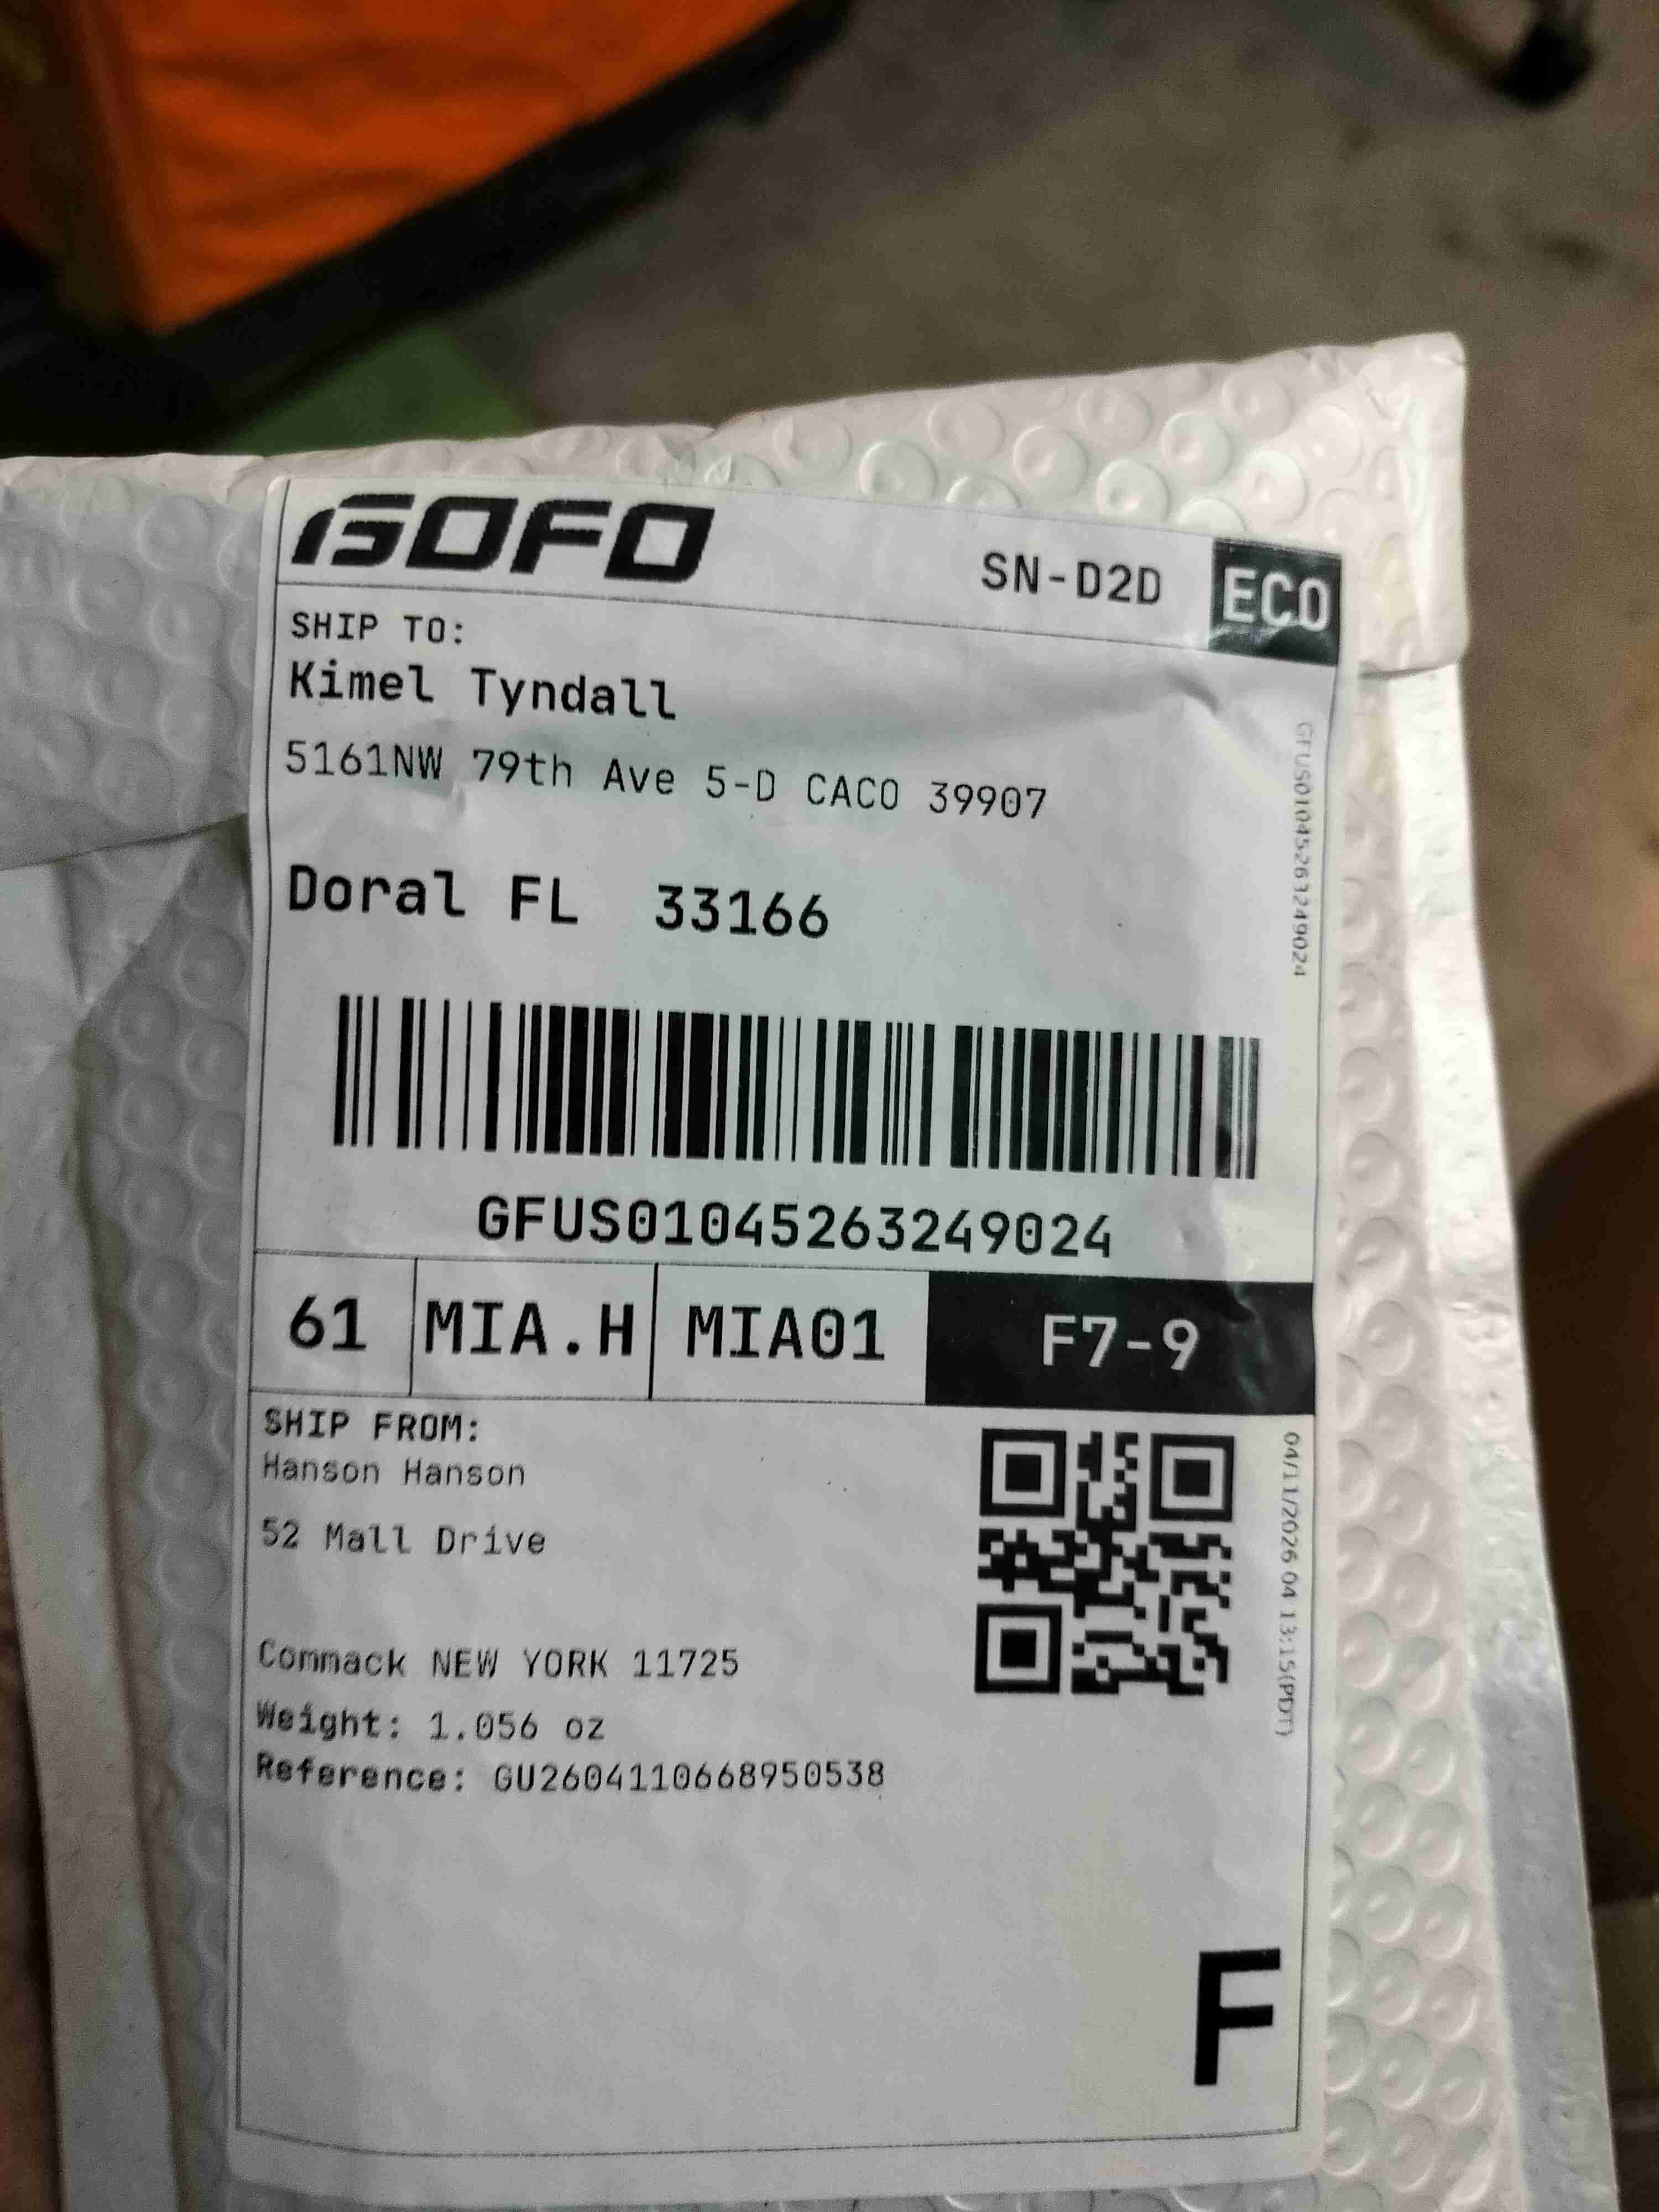 GOFO
SN-D2D ECO
SHIP TO:
Kimel Tyndall
5161NW 79th Ave 5-D CACO 39907
Doral FL 33166
GFUS01045263249024
GFUS01045263249024
61 MIA.H MIA01 F7-9
SHIP FROM:
Hanson Hanson
52 Mall Drive
Commack NEW YORK 11725
Weight: 1.056 oz
Reference: GU2604110668950538
04/11/2026 04 13:15(PDT)
F